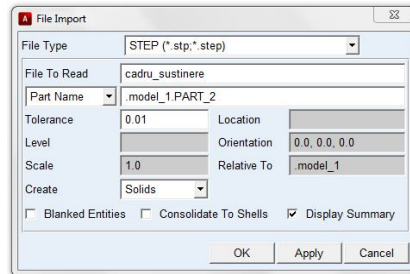 File Import
File Type STEP (*.stp;*.step)
File To Read cadru_sustinere
Part Name .model_1.PART_2
Tolerance 0.01 Location
Level Orientation 0.0, 0.0, 0.0
Scale 1.0 Relative To .model_1
Create Solids
Blanked Entities Consolidate To Shells Display Summary
OK Apply Cancel